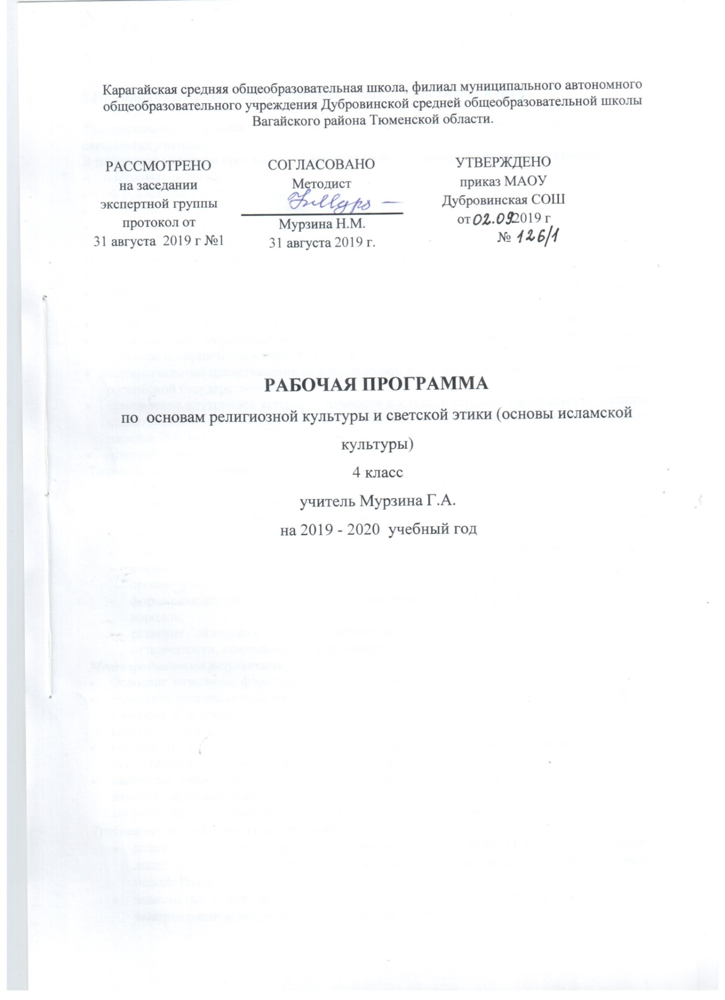 Карагайская средняя общеобразовательная школа, филиал муниципального автономного
общеобразовательного учреждения Дубровинской средней общеобразовательной школы
Вагайского района Тюменской области.
РАССМОТРЕНО
на заседании
экспертной группы
протокол от
31 августа  2019 г №1
СОГЛАСОВАНО
Методист
Мурзина Н.М.
31 августа 2019 г.
УТВЕРЖДЕНО
приказ МАОУ
Дубровинская СОШ
от 02.09 2019 г
№ 126/1
РАБОЧАЯ ПРОГРАММА
по  основам религиозной культуры и светской этики (основы исламской
культуры)
4 класс
учитель Мурзина Г.А.
на 2019 - 2020  учебный год